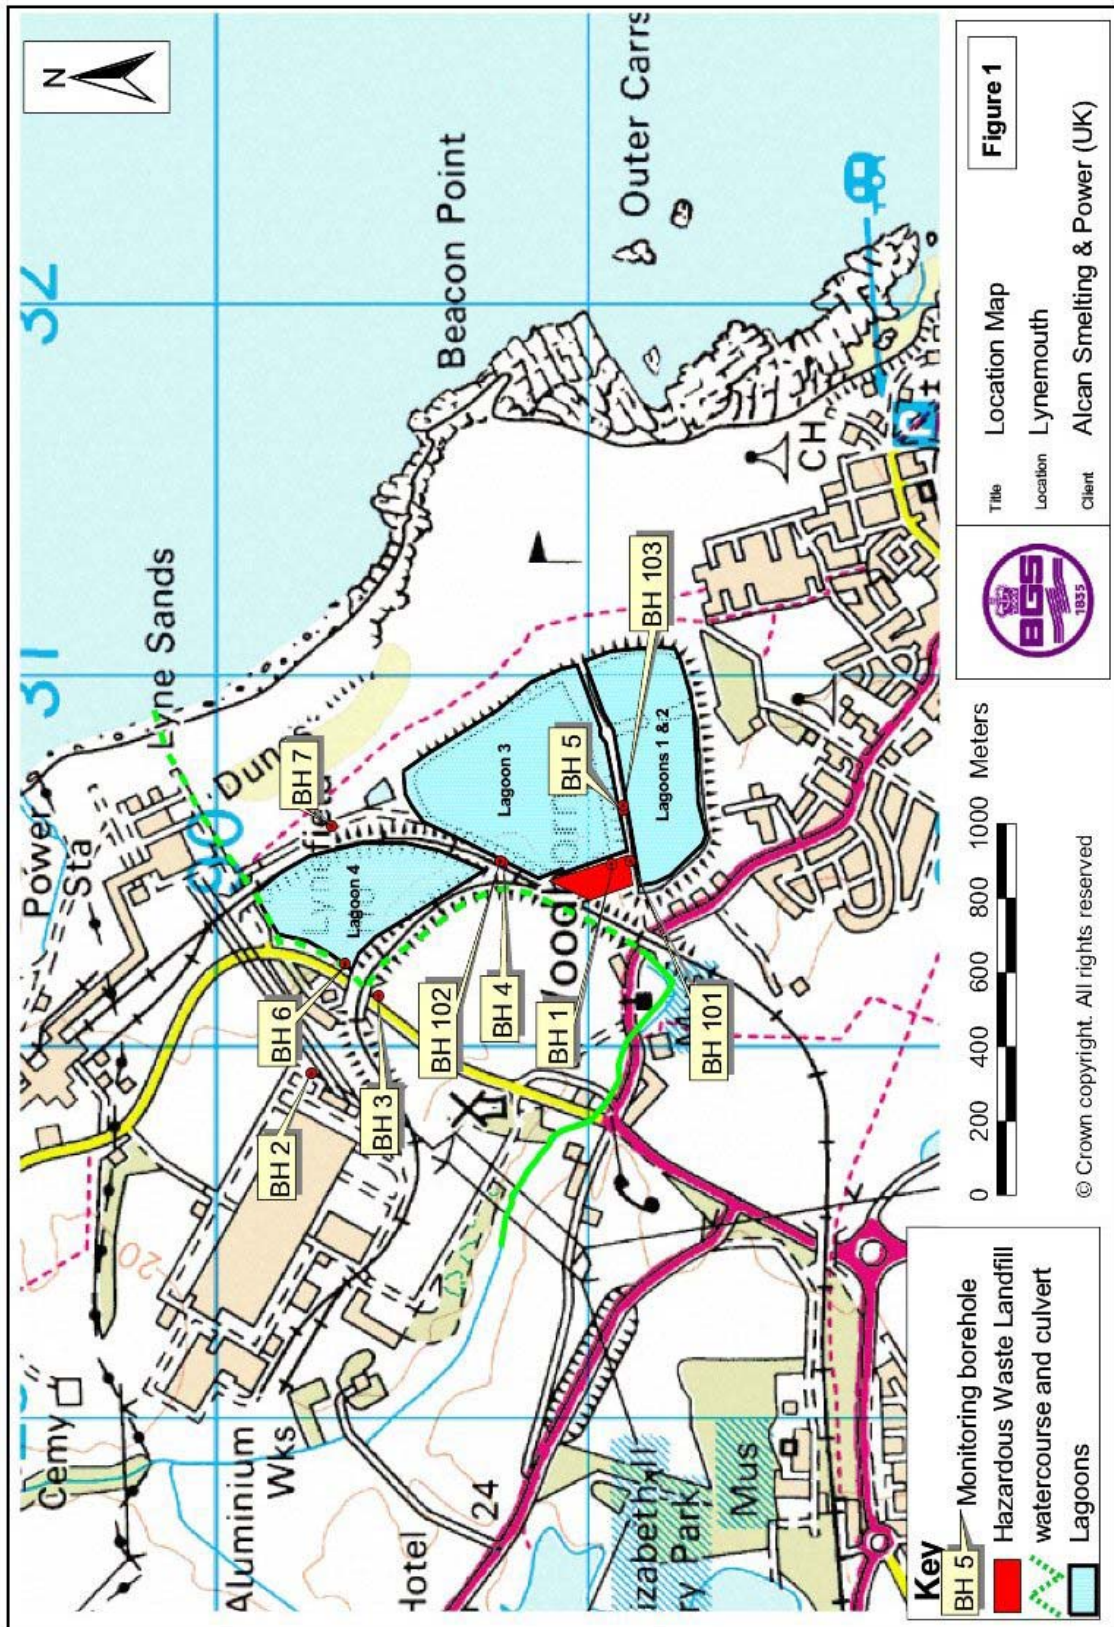 N
32
31
Lyne Sands
Beacon Point
Outer Carrs
Power
Sta
Dunes
BH 7
Lagoon 4
Lagoon 3
Lagoons 1 & 2
BH 5
BH 103
BH 6
BH 2
BH 3
BH 102
BH 4
BH 1
BH 101
CH
P
Cemy
Aluminium
Wks
20
Hotel
24
izabeth II
ry Park
Mus
Key
BH 5 Monitoring borehole
Hazardous Waste Landfill
watercourse and culvert
Lagoons
0 200 400 600 800 1000 Meters
© Crown copyright. All rights reserved
BGS
1835
Title Location Map
Location Lynemouth
Client Alcan Smelting & Power (UK)
Figure 1